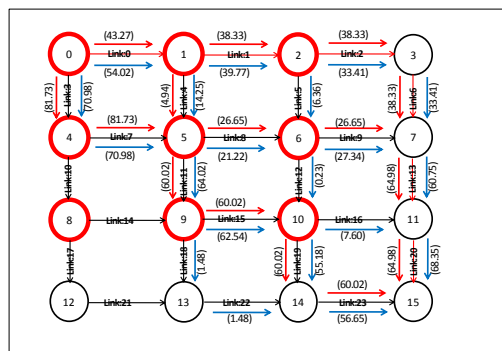 (43.27) (38.33) (38.33)
0 Link:0 1 Link:1 2 Link:2 3
(54.02) (39.77) (33.41)
(81.73) Link:3 (70.98) (4.94) Link:4 (14.25) Link:5 (6.36) (38.33) Link:6 (33.41)
(81.73) (26.65) (26.65)
4 Link:7 5 Link:8 6 Link:9 7
(70.98) (21.22) (27.34)
Link:10 (60.02) Link:11 (64.02) Link:12 (0.23) (64.98) Link:13 (60.75)
(60.02)
8 Link:14 9 Link:15 10 Link:16 11
(62.54) (7.60)
Link:17 Link:18 (1.48) (60.02) Link:19 (55.18) (64.98) Link:20 (68.35)
(60.02)
12 Link:21 13 Link:22 14 Link:23 15
(1.48) (56.65)